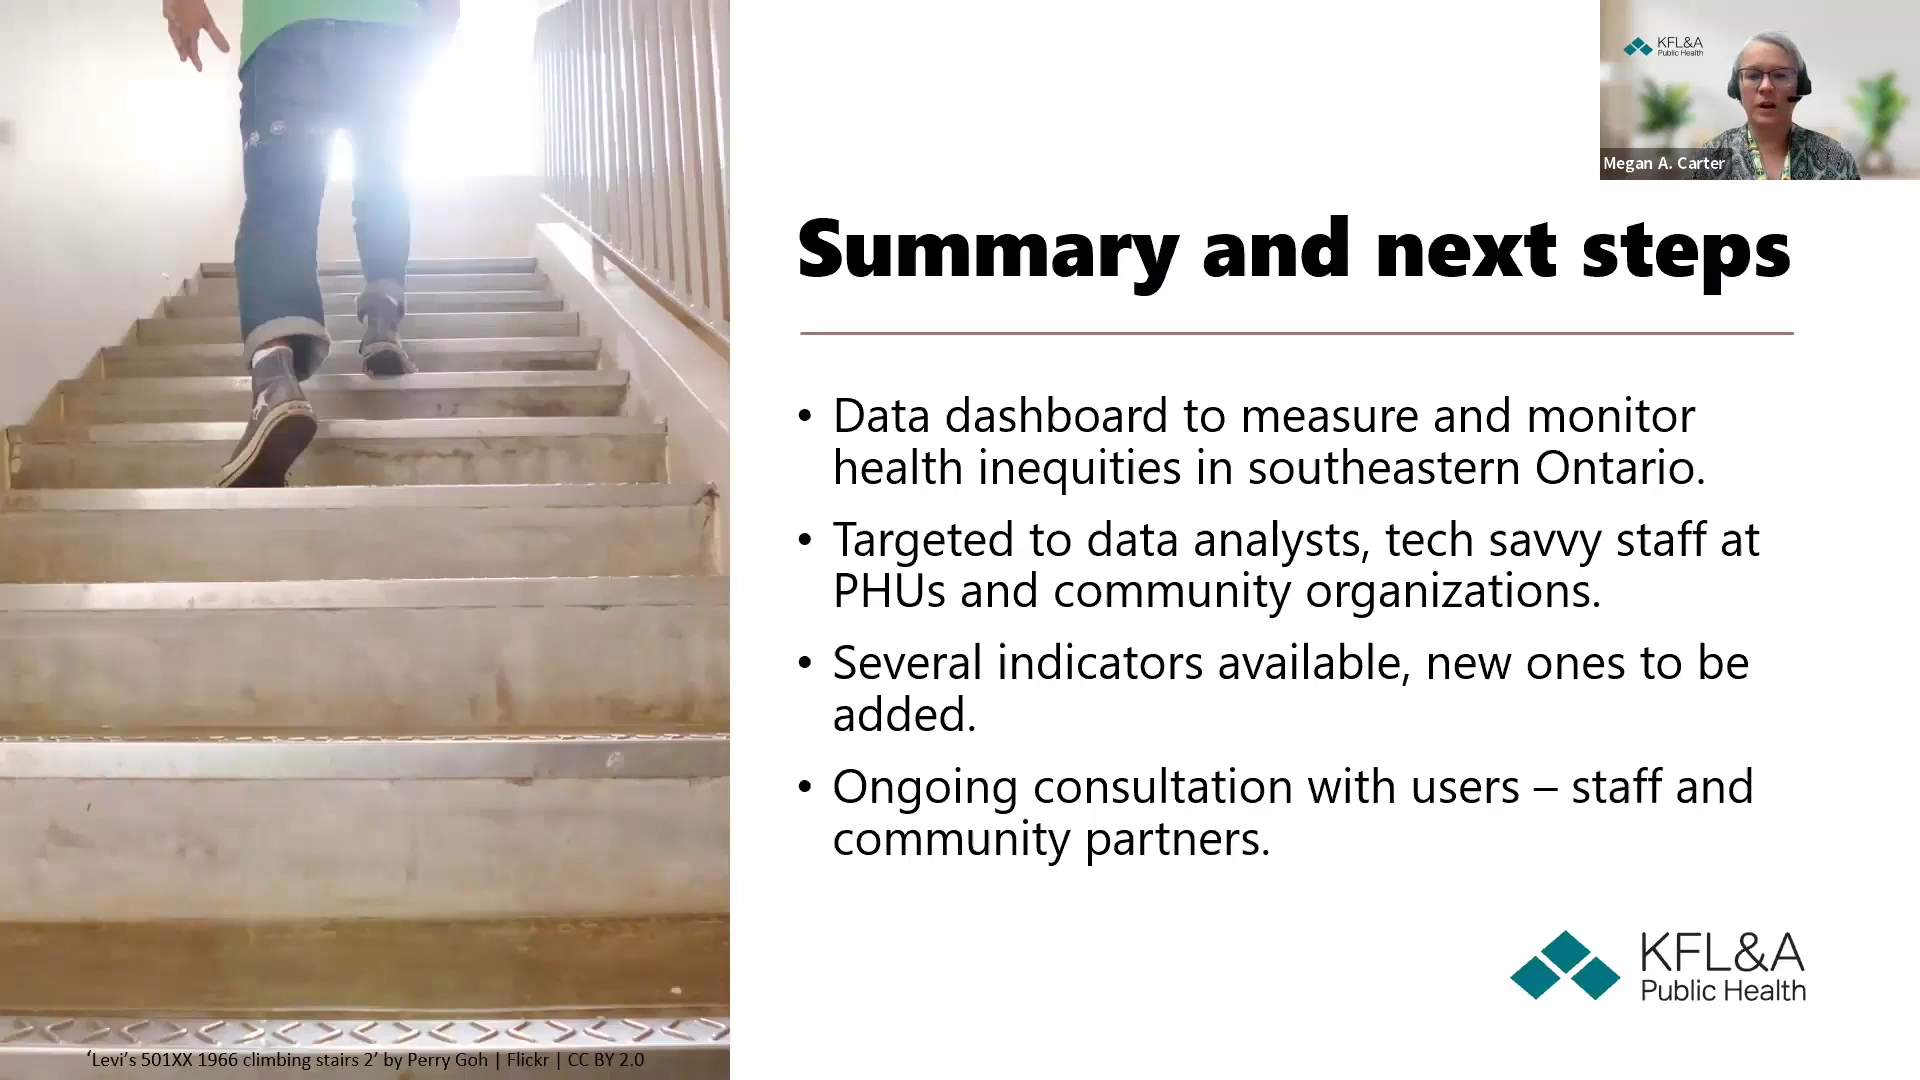 KFL&A
Public Health
Megan A. Carter
Summary and next steps
• Data dashboard to measure and monitor
health inequities in southeastern Ontario.
• Targeted to data analysts, tech savvy staff at
PHUs and community organizations.
• Several indicators available, new ones to be
added.
• Ongoing consultation with users – staff and
community partners.
KFL&A
Public Health
‘Levi’s 501XX 1966 climbing stairs 2’ by Perry Goh | Flickr | CC BY 2.0